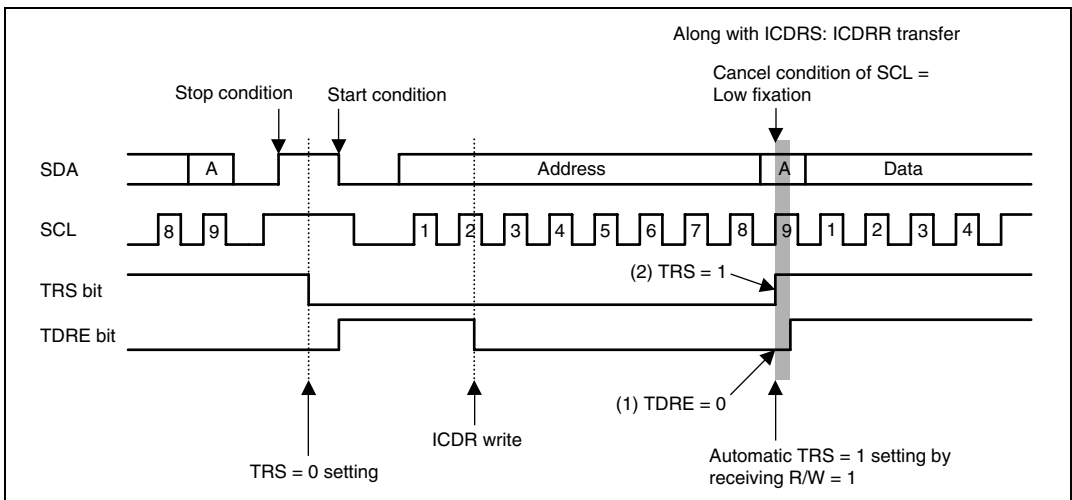 Along with ICDRS: ICDRR transfer
Cancel condition of SCL =
Low fixation
Stop condition
Start condition
SDA
A
Address
A
Data
SCL
8 9 1 2 3 4 5 6 7 8 9 1 2 3 4
(2) TRS = 1
TRS bit
TDRE bit
(1) TDRE = 0
ICDR write
TRS = 0 setting
Automatic TRS = 1 setting by
receiving R/W = 1